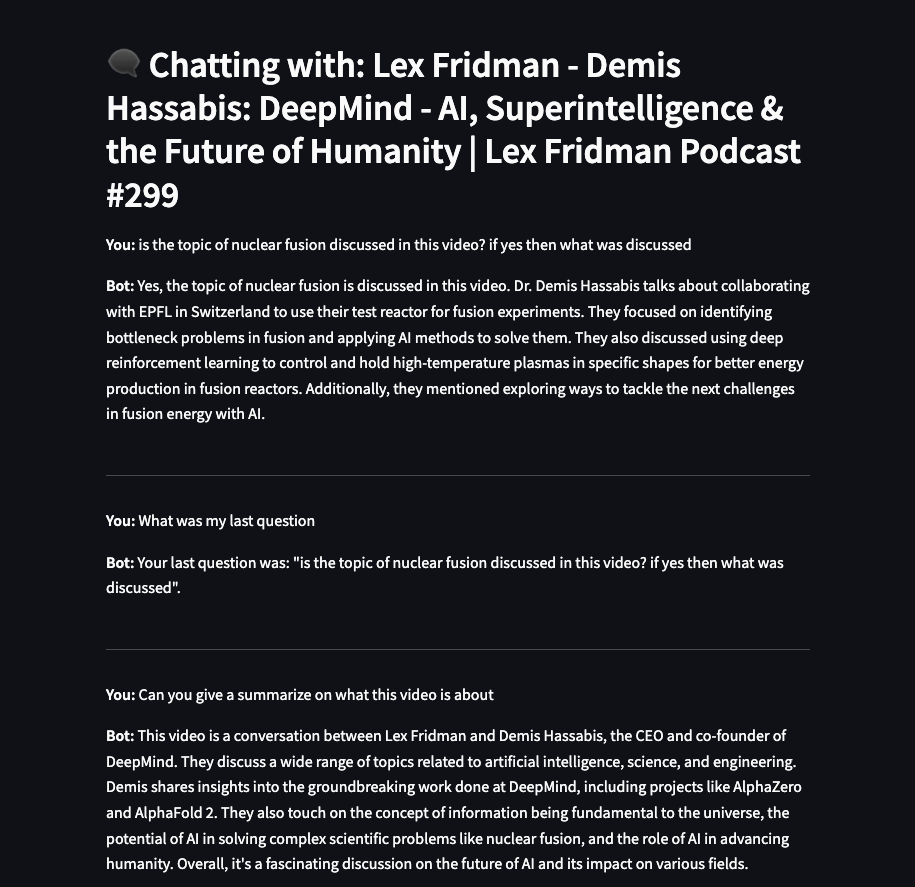 🗨️ Chatting with: Lex Fridman - Demis
Hassabis: DeepMind - AI, Superintelligence &
the Future of Humanity | Lex Fridman Podcast
#299
You: is the topic of nuclear fusion discussed in this video? if yes then what was discussed
Bot: Yes, the topic of nuclear fusion is discussed in this video. Dr. Demis Hassabis talks about collaborating
with EPFL in Switzerland to use their test reactor for fusion experiments. They focused on identifying
bottleneck problems in fusion and applying AI methods to solve them. They also discussed using deep
reinforcement learning to control and hold high-temperature plasmas in specific shapes for better energy
production in fusion reactors. Additionally, they mentioned exploring ways to tackle the next challenges
in fusion energy with AI.
You: What was my last question
Bot: Your last question was: "is the topic of nuclear fusion discussed in this video? if yes then what was
discussed".
You: Can you give a summarize on what this video is about
Bot: This video is a conversation between Lex Fridman and Demis Hassabis, the CEO and co-founder of
DeepMind. They discuss a wide range of topics related to artificial intelligence, science, and engineering.
Demis shares insights into the groundbreaking work done at DeepMind, including projects like AlphaZero
and AlphaFold 2. They also touch on the concept of information being fundamental to the universe, the
potential of AI in solving complex scientific problems like nuclear fusion, and the role of AI in advancing
humanity. Overall, it's a fascinating discussion on the future of AI and its impact on various fields.